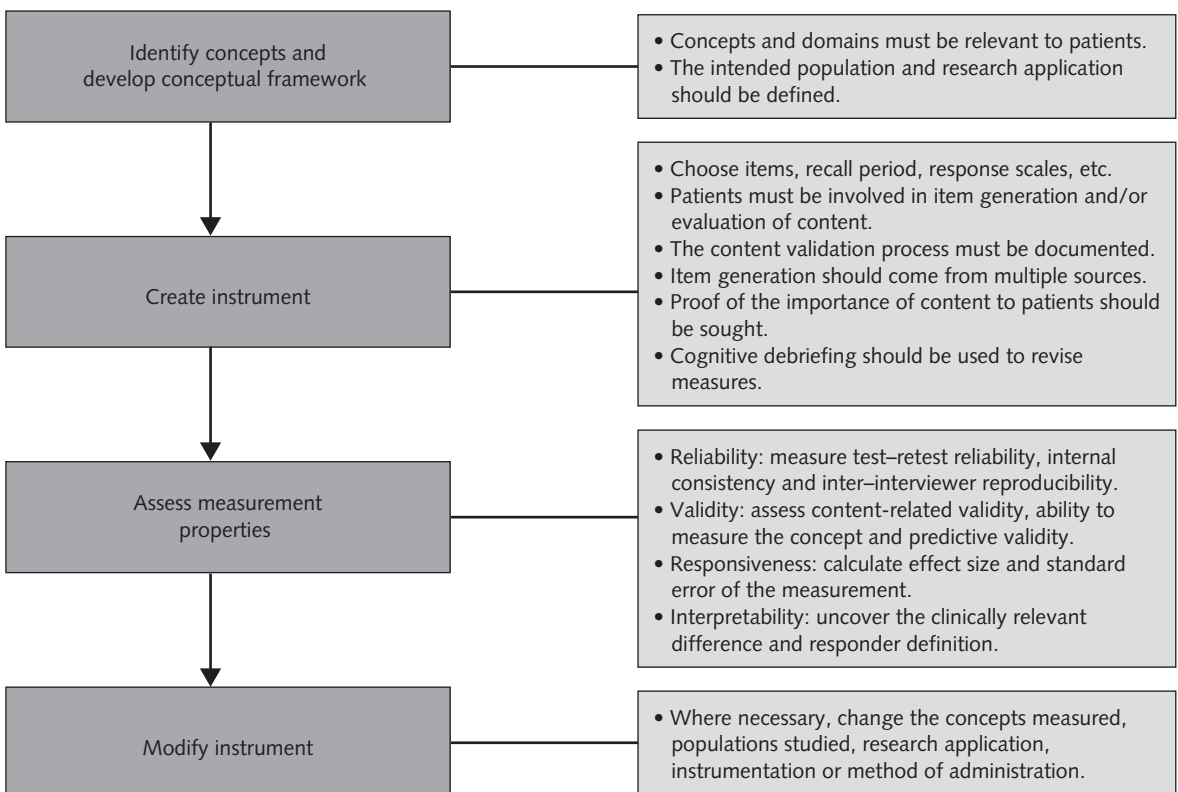 Identify concepts and
develop conceptual framework
• Concepts and domains must be relevant to patients.
• The intended population and research application
should be defined.
Create instrument
• Choose items, recall period, response scales, etc.
• Patients must be involved in item generation and/or
evaluation of content.
• The content validation process must be documented.
• Item generation should come from multiple sources.
• Proof of the importance of content to patients should
be sought.
• Cognitive debriefing should be used to revise
measures.
Assess measurement
properties
• Reliability: measure test–retest reliability, internal
consistency and inter–interviewer reproducibility.
• Validity: assess content-related validity, ability to
measure the concept and predictive validity.
• Responsiveness: calculate effect size and standard
error of the measurement.
• Interpretability: uncover the clinically relevant
difference and responder definition.
Modify instrument
• Where necessary, change the concepts measured,
populations studied, research application,
instrumentation or method of administration.